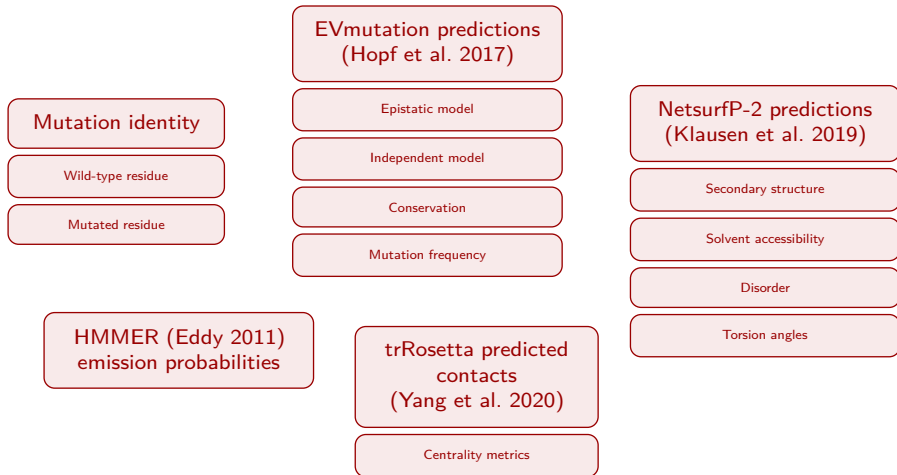 Mutation identity
Wild-type residue
Mutated residue
EVmutation predictions
(Hopf et al. 2017)
Epistatic model
Independent model
Conservation
Mutation frequency
NetsurfP-2 predictions
(Klausen et al. 2019)
Secondary structure
Solvent accessibility
Disorder
Torsion angles
HMMER (Eddy 2011)
emission probabilities
trRosetta predicted
contacts
(Yang et al. 2020)
Centrality metrics